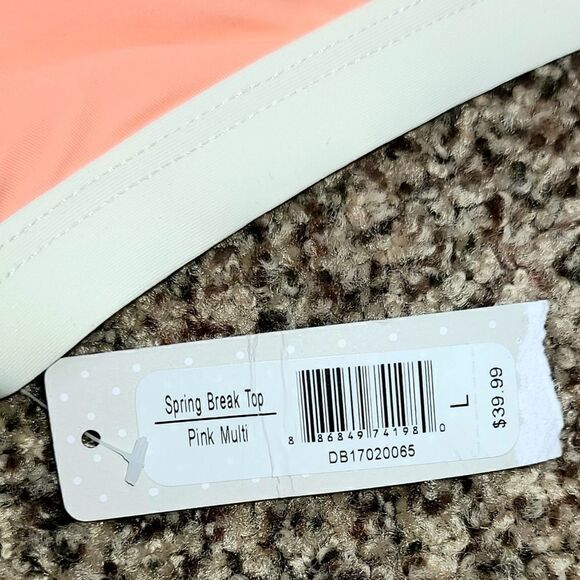 Spring Break Top
Pink Multi
8 86849 74198 0
DB17020065
L
$39.99